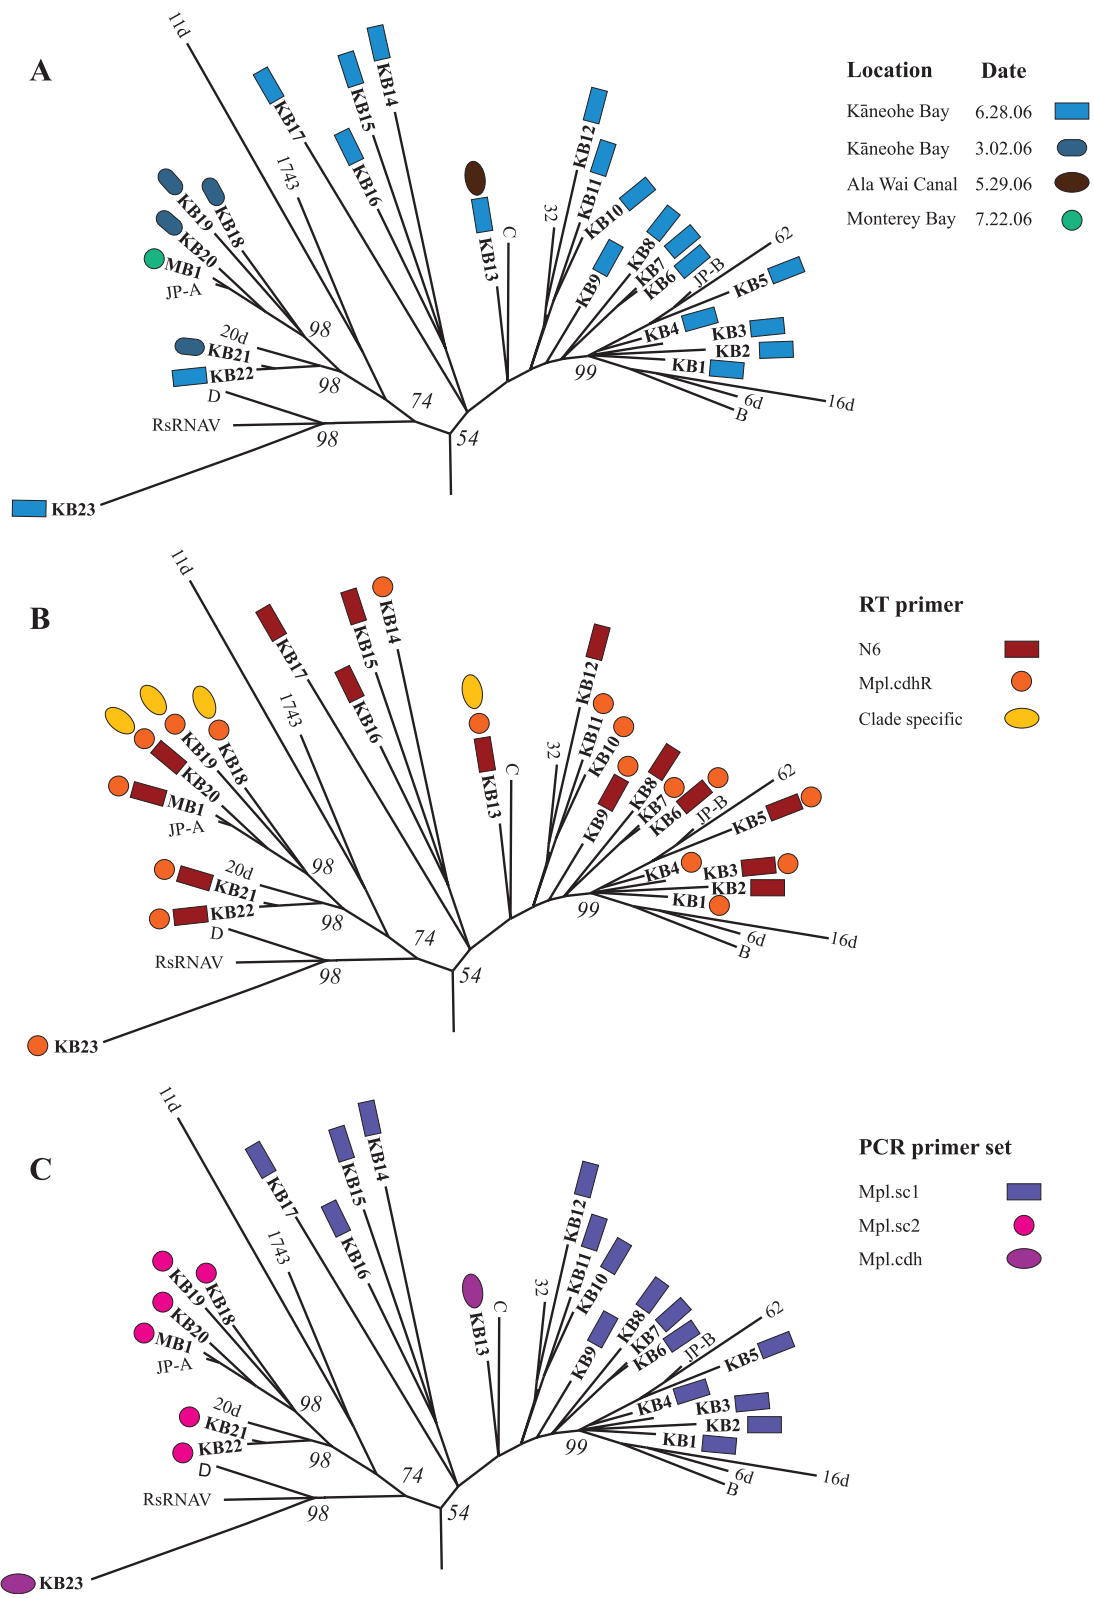 A
11d
KB17
KB15
KB14
1743
KB16
KB19
KB18
KB20
MB1
JP-A
98
20d
KB21
KB22
98
D
RsRNAV
98
74
54
KB23
KB13
C
32
KB12
KB11
KB10
KB9
KB8
KB7
KB6
JP-B
62
KB5
KB4
KB3
KB2
KB1
99
6d
B
16d
Location Date
Kāneohe Bay 6.28.06
Kāneohe Bay 3.02.06
Ala Wai Canal 5.29.06
Monterey Bay 7.22.06
B
11d
KB17
KB15
KB14
1743
KB16
KB19
KB18
KB20
MB1
JP-A
98
20d
KB21
KB22
98
D
RsRNAV
98
74
54
KB23
KB13
C
32
KB12
KB11
KB10
KB9
KB8
KB7
KB6
JP-B
62
KB5
KB4
KB3
KB2
KB1
99
6d
B
16d
RT primer
N6
Mpl.cdhR
Clade specific
C
11d
KB17
KB15
KB14
1743
KB16
KB19
KB18
KB20
MB1
JP-A
98
20d
KB21
KB22
98
D
RsRNAV
98
74
54
KB23
KB13
C
32
KB12
KB11
KB10
KB9
KB8
KB7
KB6
JP-B
62
KB5
KB4
KB3
KB2
KB1
99
6d
B
16d
PCR primer set
Mpl.sc1
Mpl.sc2
Mpl.cdh